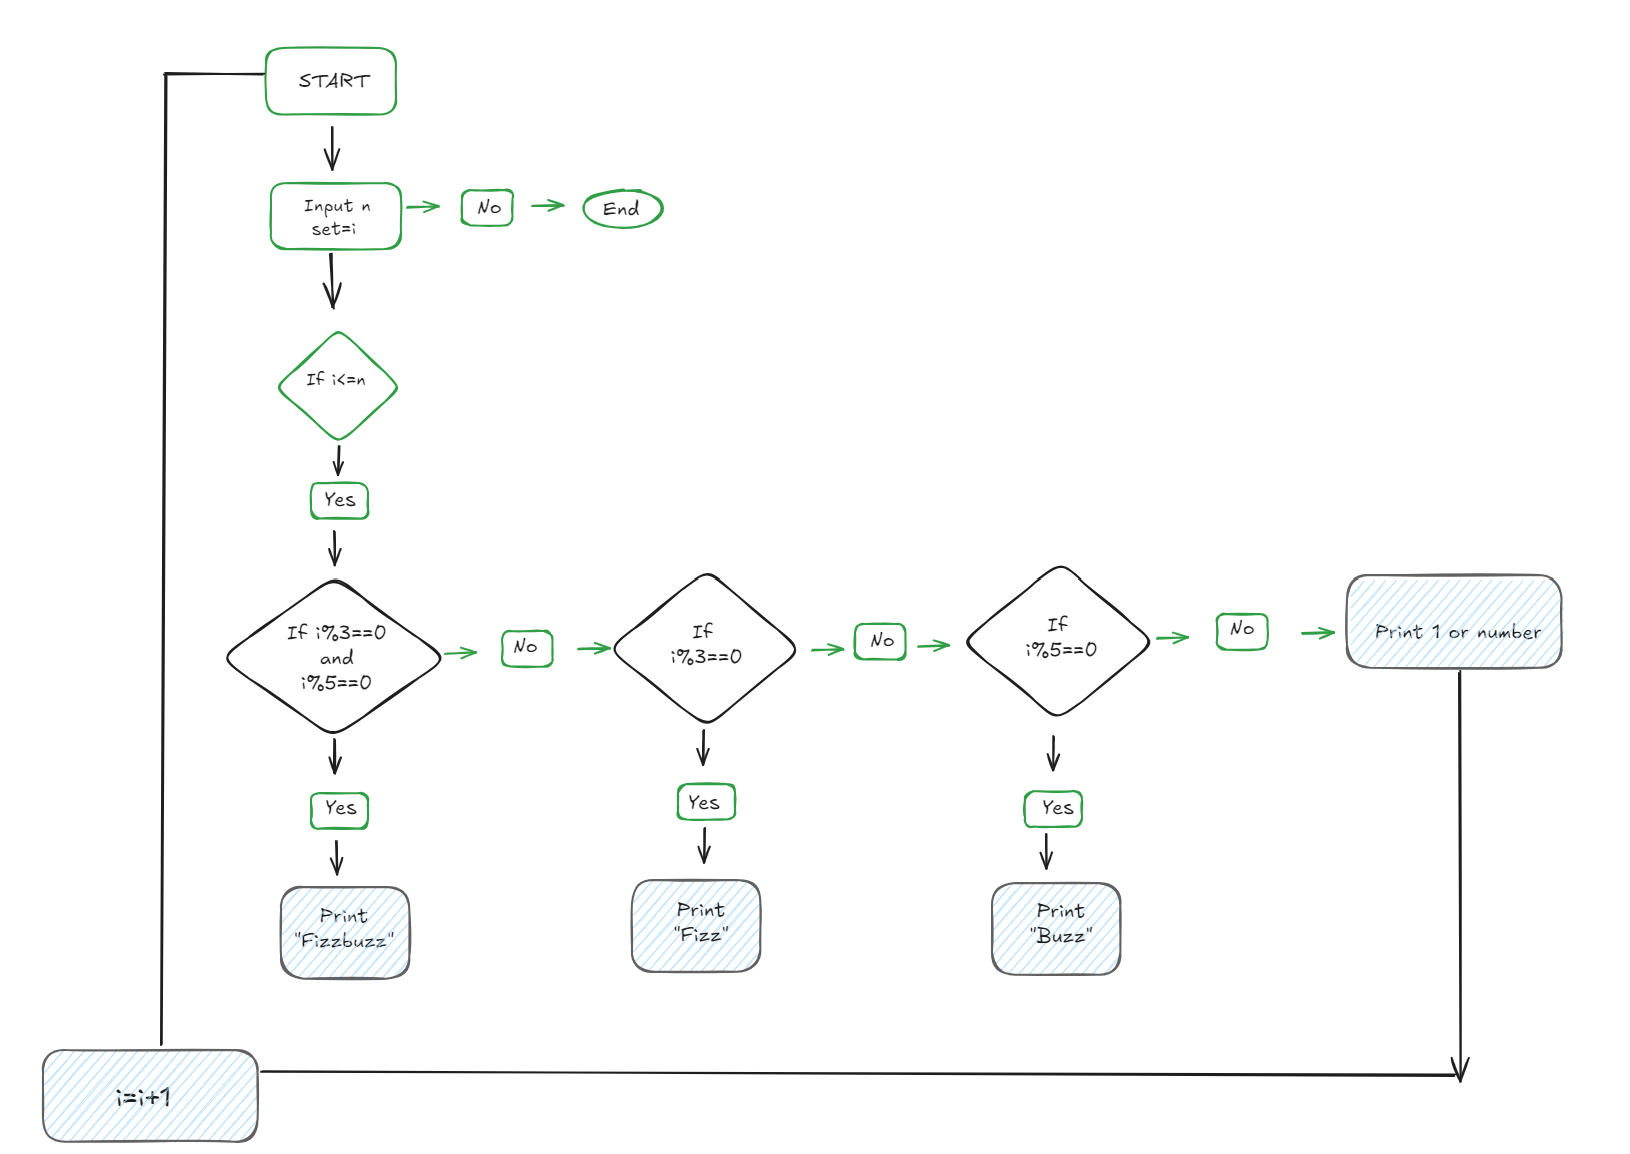 START
Input n
set=i
No
End
If i<=n
Yes
If i%3==0
and
i%5==0
No
If
i%3==0
No
If
i%5==0
No
Print 1 or number
Yes
Yes
Yes
Print
"Fizzbuzz"
Print
"Fizz"
Print
"Buzz"
i=i+1